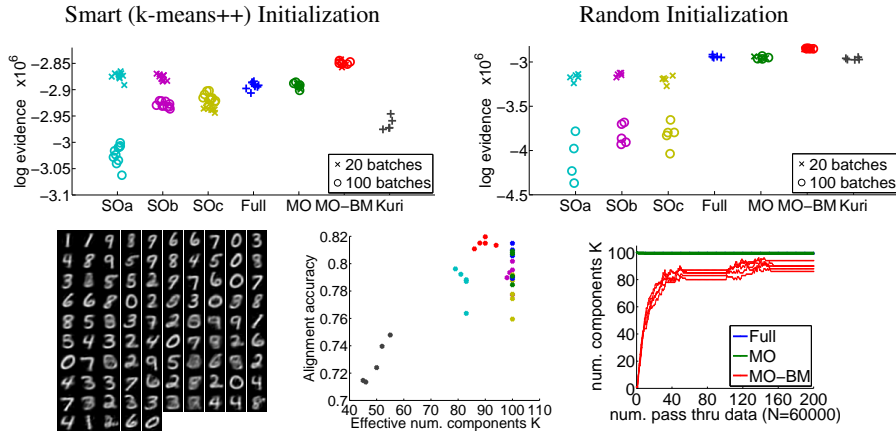 Smart (k-means++) Initialization
Random Initialization
log evidence x10^6
-2.85
-2.9
-2.95
-3
-3.05
-3.1
× 20 batches
o 100 batches
SOa SOb SOc Full MO MO-BM Kuri
log evidence x10^6
-3
-3.5
-4
-4.5
× 20 batches
o 100 batches
SOa SOb SOc Full MO MO-BM Kuri
Alignment accuracy
0.82
0.8
0.78
0.76
0.74
0.72
0.7
40 50 60 70 80 90 100 110
Effective num. components K
num. components K
100
80
60
40
20
0
Full
MO
MO-BM
0 40 80 120 160 200
num. pass thru data (N=60000)